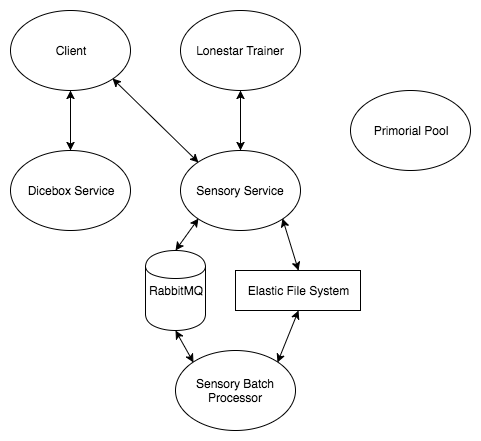 Client
Lonestar Trainer
Primorial Pool
Dicebox Service
Sensory Service
RabbitMQ
Elastic File System
Sensory Batch
Processor